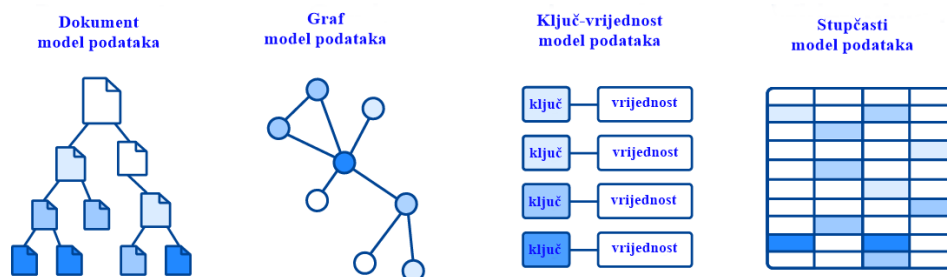 Dokument
model podataka
Graf
model podataka
Ključ-vrijednost
model podataka
Stupčasti
model podataka
ključ
vrijednost
ključ
vrijednost
ključ
vrijednost
ključ
vrijednost